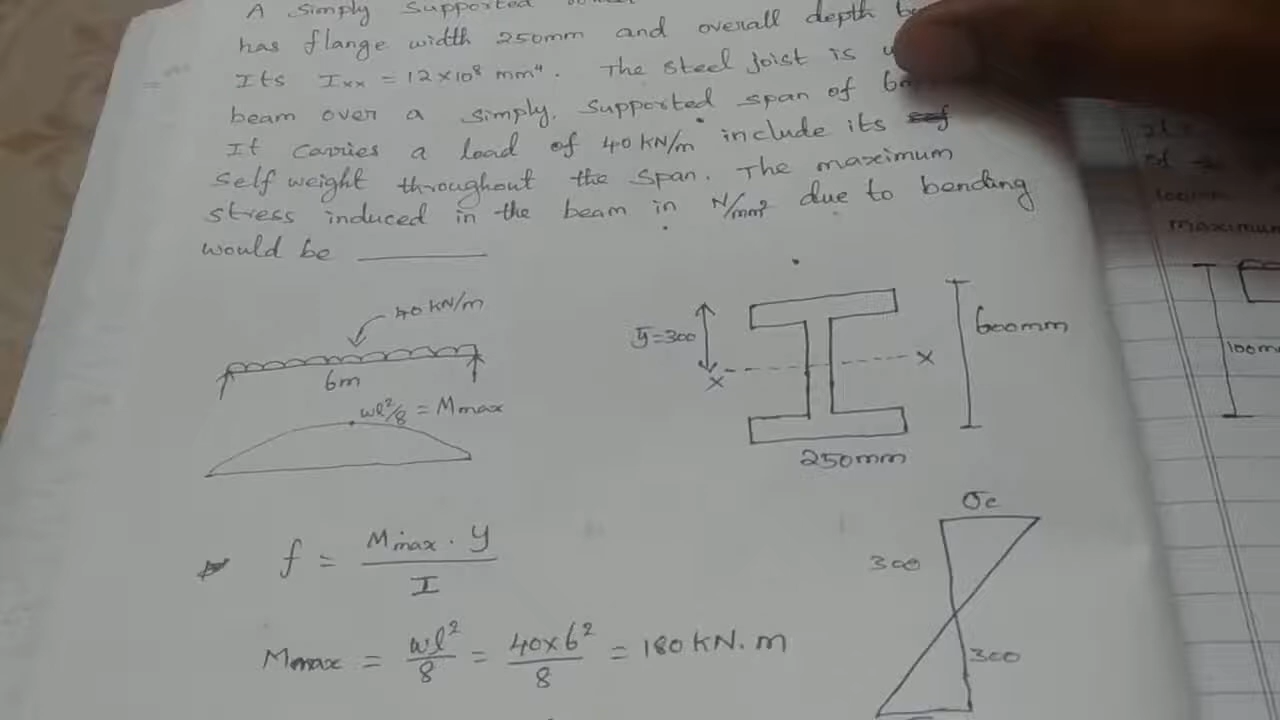 A simply supported
has flange width 250mm and overall depth
Its Ixx = 12×10⁸ mm⁴. The steel joist is
beam over a simply supported span of 6m
It carries a load of 40 KN/m include its
self weight throughout the span. The maximum
stress induced in the beam in N/mm² due to bending
would be
40 KN/m
6m
wl²/8 = Mmax
ȳ=300
x
x
600mm
250mm
f = Mmax . y / I
Mmax = wl²/8 = 40×6²/8 = 180 KN.m
σc
300
300
100mm
maximum
100m